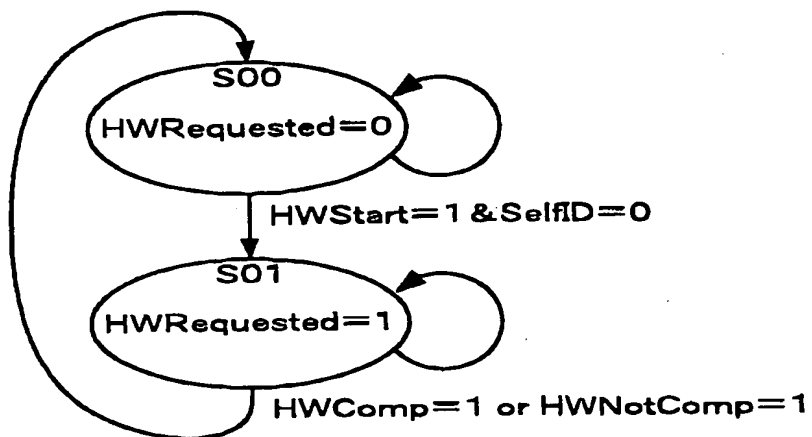 S00
HWRequested=0
HWStart=1 & SelfID=0
S01
HWRequested=1
HWComp=1 or HWNotComp=1